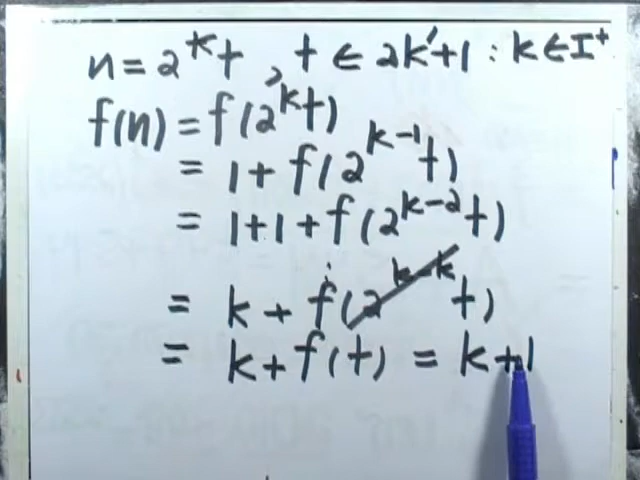 n = 2^k t , t ∈ 2k'+1 : k ∈ I⁺
f(n) = f(2^k t)
= 1 + f(2^{k-1} t)
= 1+1+f(2^{k-2} t)
= k + f(2^{k-k} t)
= k + f(t) = k+1